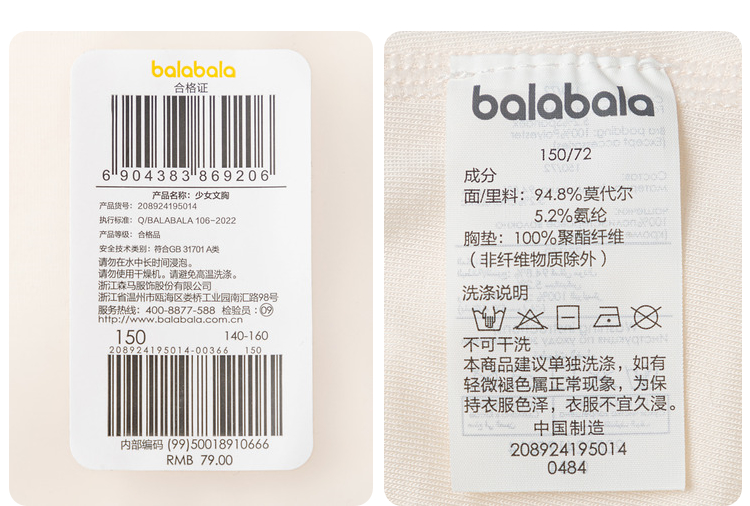 balabala
合格证
6 904383 869206
产品名称：少女文胸
产品货号：208924195014
执行标准：Q/BALABALA 106-2022
产品等级：合格品
安全技术类别：符合GB 31701 A类
请勿在水中长时间浸泡。
请勿使用干燥机。请避免高温洗涤。
浙江森马服饰股份有限公司
浙江省温州市瓯海区娄桥工业园南汇路98号
服务热线：400-8877-588 检验员：09
http://www.balabala.com.cn
150 140-160
208924195014-00366 150
内部编码 (99)50018910666
RMB 79.00
balabala
150/72
成分
面/里料：94.8%莫代尔
5.2%氨纶
胸垫：100%聚酯纤维
（非纤维物质除外）
洗涤说明
不可干洗
本商品建议单独洗涤，如有
轻微褪色属正常现象，为保
持衣服色泽，衣服不宜久浸。
中国制造
208924195014
0484